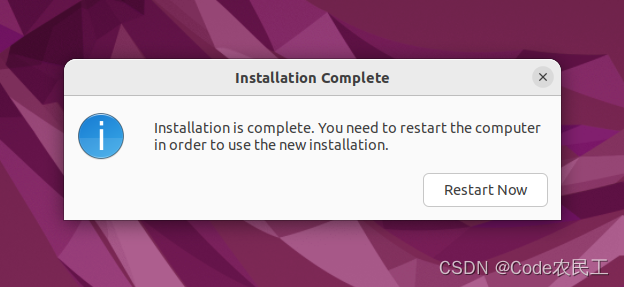 Installation Complete
Installation is complete. You need to restart the computer
in order to use the new installation.
Restart Now
CSDN @Code农民工